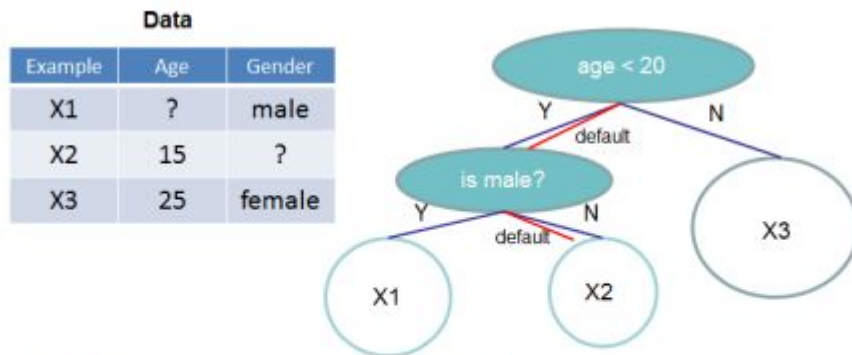 Data
Example Age Gender
X1 ? male
X2 15 ?
X3 25 female
age < 20
Y N
default
is male?
Y N
default
X1
X2
X3